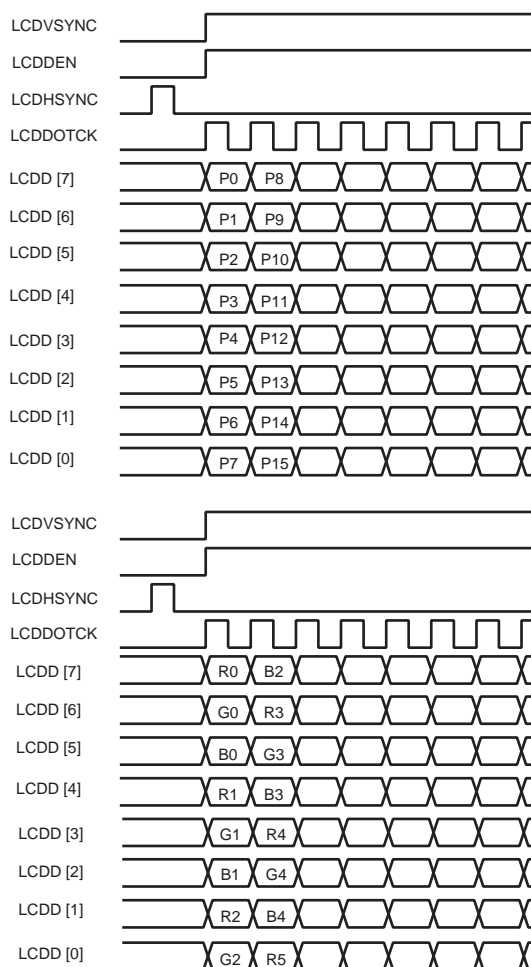 LCDVSYNC
LCDDEN
LCDHSYNC
LCDDOTCK
LCDD [7] P0 P8
LCDD [6] P1 P9
LCDD [5] P2 P10
LCDD [4] P3 P11
LCDD [3] P4 P12
LCDD [2] P5 P13
LCDD [1] P6 P14
LCDD [0] P7 P15
LCDVSYNC
LCDDEN
LCDHSYNC
LCDDOTCK
LCDD [7] R0 B2
LCDD [6] G0 R3
LCDD [5] B0 G3
LCDD [4] R1 B3
LCDD [3] G1 R4
LCDD [2] B1 G4
LCDD [1] R2 B4
LCDD [0] G2 R5